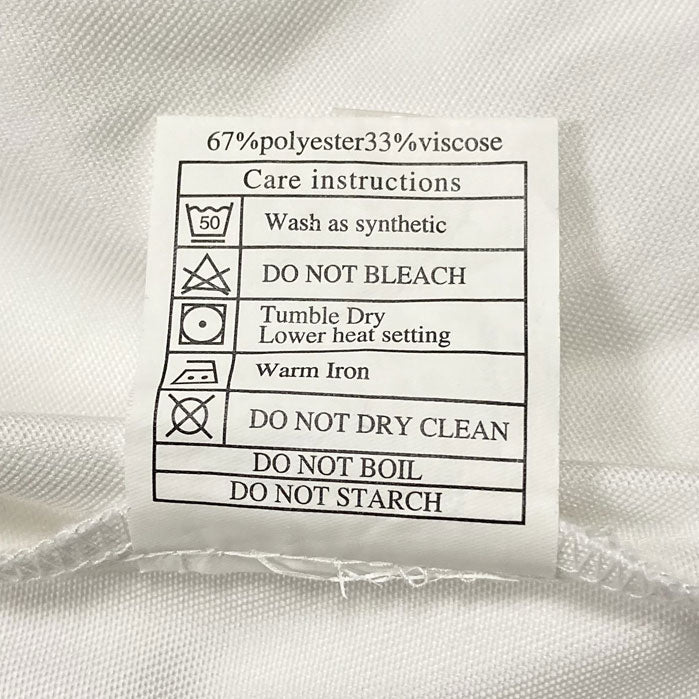 67%polyester33%viscose
Care instructions
50
Wash as synthetic
DO NOT BLEACH
Tumble Dry
Lower heat setting
Warm Iron
DO NOT DRY CLEAN
DO NOT BOIL
DO NOT STARCH